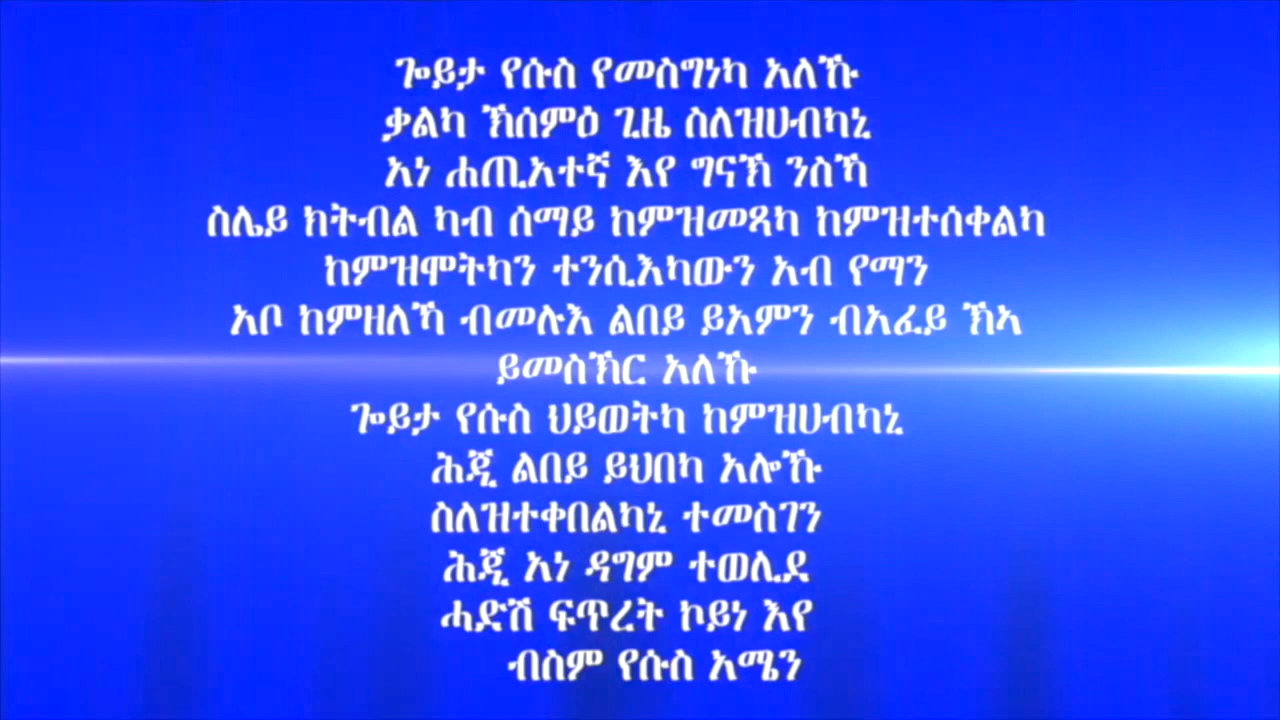 ጐይታ የሱስ የመስግነካ አለኹ
ቃልካ ኽሰምዕ ጊዜ ስለዝሀብካኒ
አነ ሐጢአተኛ እየ ግናኽ ንስኻ
ስሌይ ክትብል ካብ ሰማይ ከምዝመጻካ ከምዝተሰቀልካ
ከምዝሞትካን ተንሲእካውን አብ የማን
አቦ ከምዘለኻ ብመሉእ ልበይ ይአምን ብአፈይ ኽኣ
ይመስኽር አለኹ
ጐይታ የሱስ ህይወትካ ከምዝሀብካኒ
ሕጂ ልበይ ይህበካ አሎኹ
ስለዝተቀበልካኒ ተመስገን
ሕጂ አነ ዳግም ተወሊደ
ሓድሽ ፍጥረት ኮይነ እየ
ብስም የሱስ አሜን